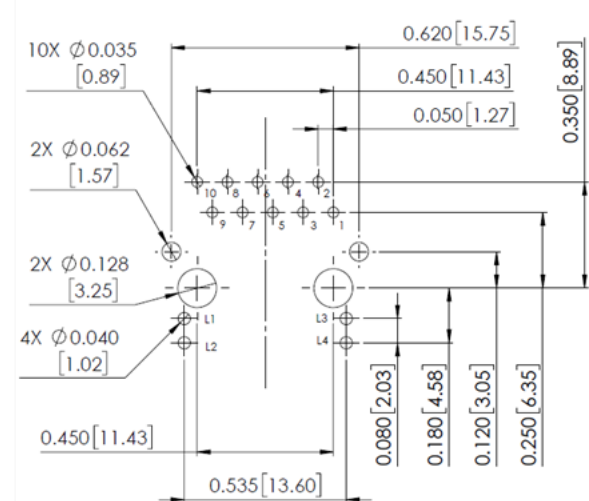 0.620[15.75]
10X Ø0.035
[0.89]
0.450[11.43]
0.050[1.27]
0.350[8.89]
2X Ø0.062
[1.57]
10 8 6 4 2
9 7 5 3 1
2X Ø0.128
[3.25]
L1 L3
4X Ø0.040
[1.02]
L2 L4
0.080[2.03]
0.180[4.58]
0.120[3.05]
0.250[6.35]
0.450[11.43]
0.535[13.60]